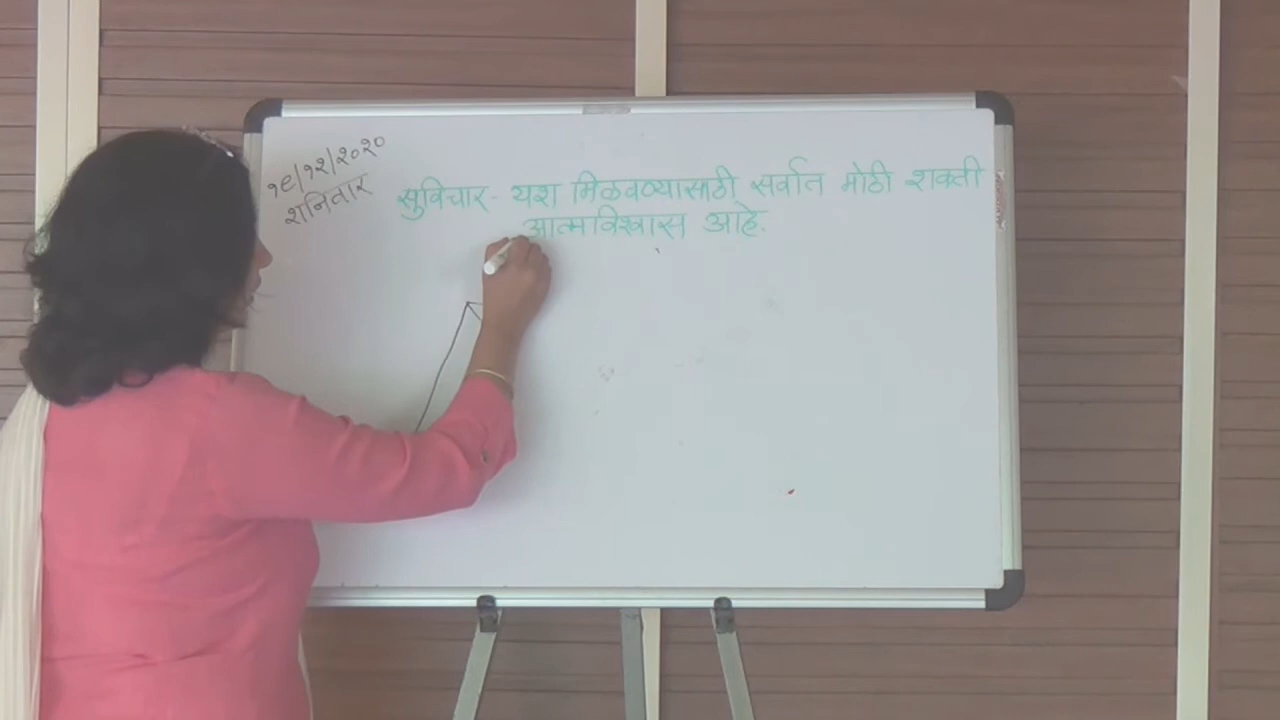 १९/१२/२०२०
शनिवार
सुविचार- यश मिळवण्यासाठी सर्वात मोठी शक्ती
आत्मविश्वास आहे.